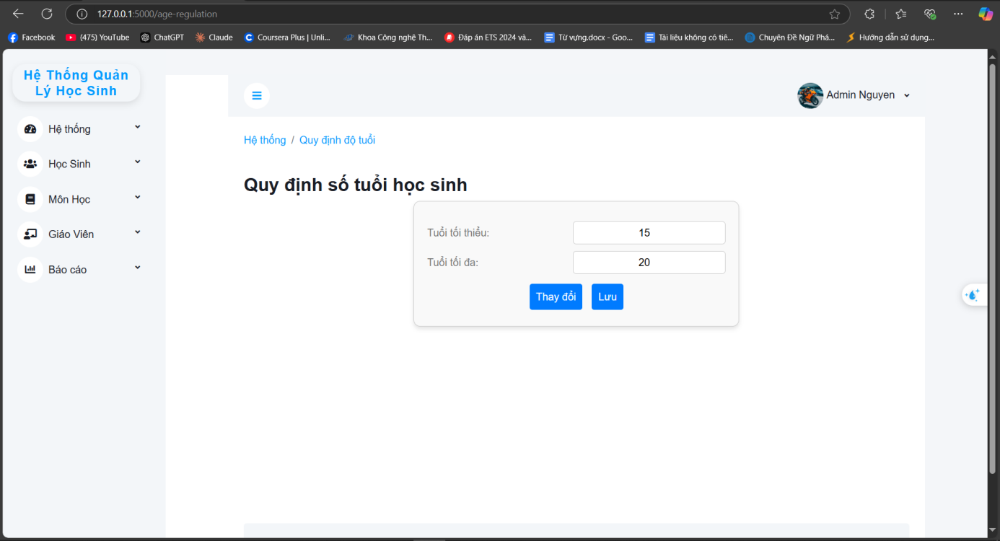 127.0.0.1:5000/age-regulation
Facebook (475) YouTube ChatGPT Claude Coursera Plus | Unli... Khoa Công nghệ Th... Đáp án ETS 2024 và... Từ vựng.docx - Goo... Tài liệu không có tiê... Chuyên Đề Ngữ Phá... Hướng dẫn sử dụng...
Hệ Thống Quản
Lý Học Sinh
Admin Nguyen
Hệ thống
Học Sinh
Môn Học
Giáo Viên
Báo cáo
Hệ thống / Quy định độ tuổi
Quy định số tuổi học sinh
Tuổi tối thiểu: 15
Tuổi tối đa: 20
Thay đổi Lưu